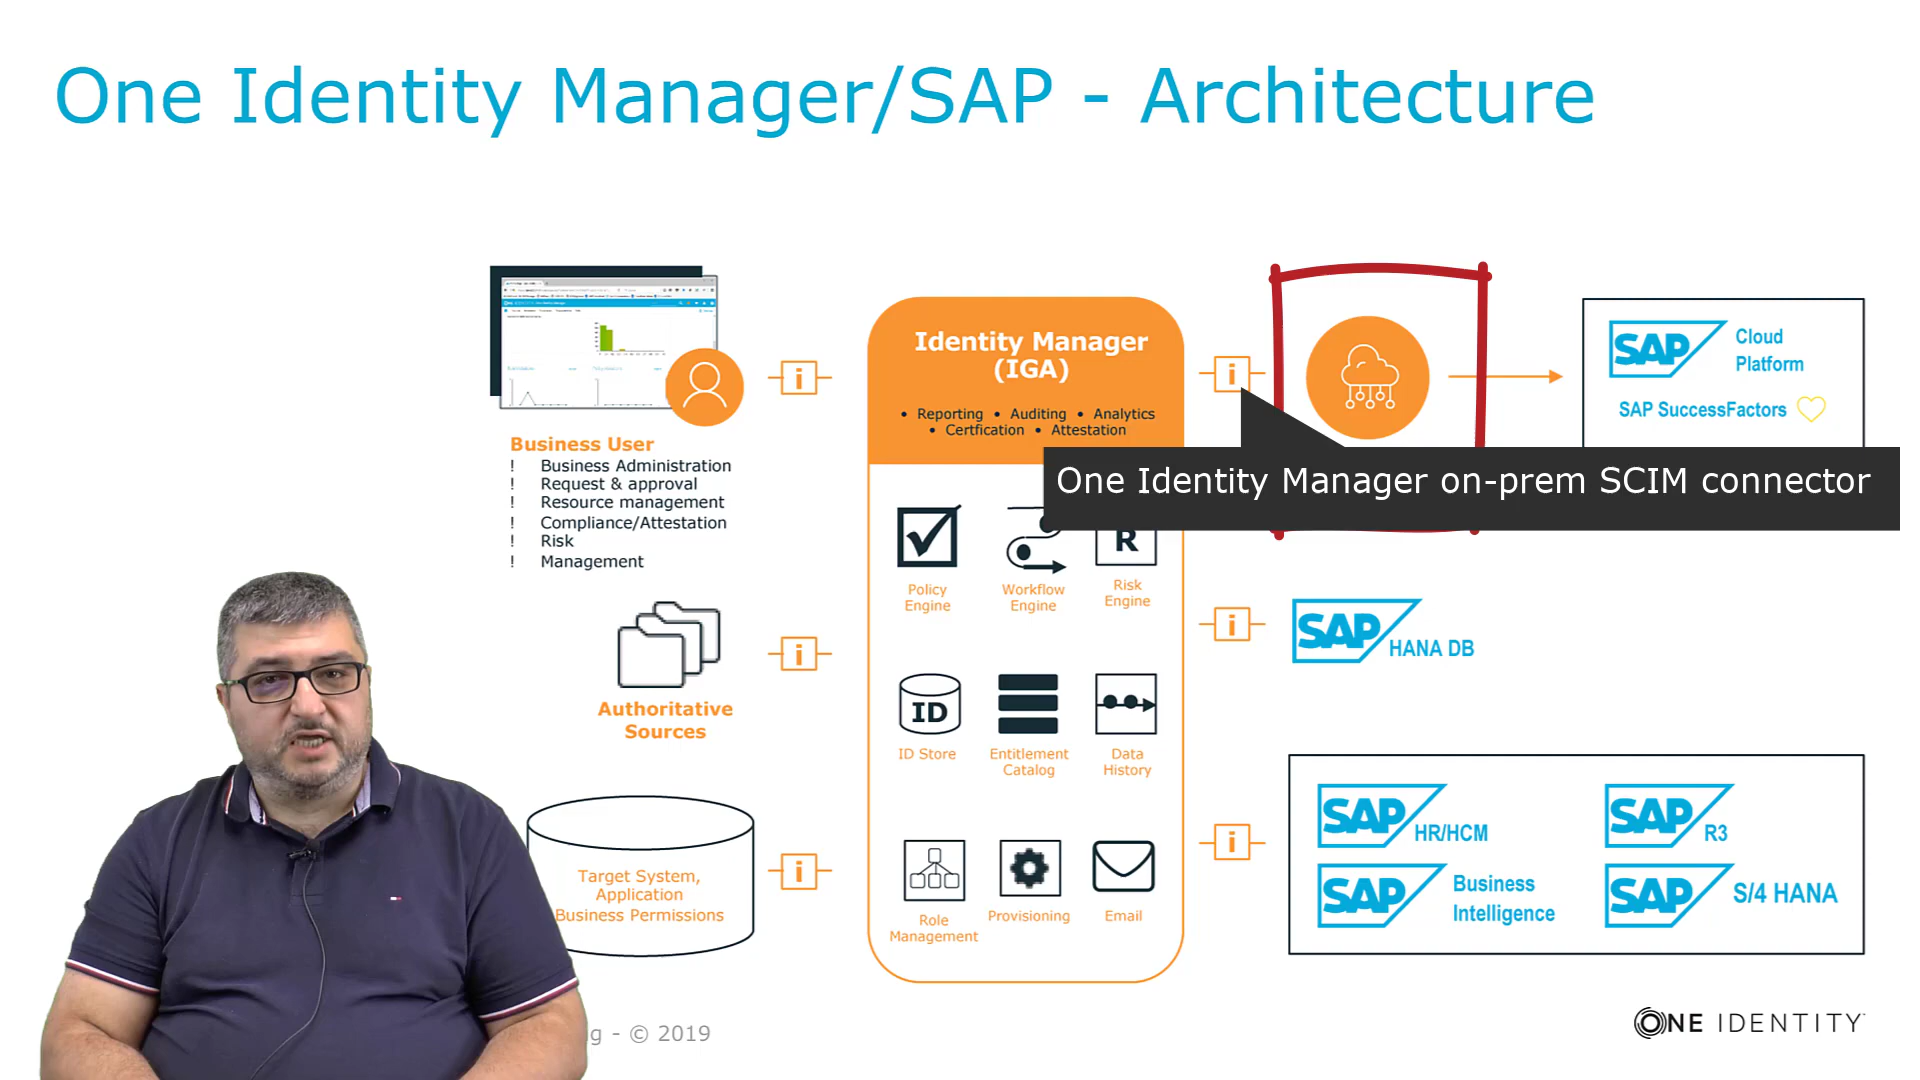 One Identity Manager/SAP - Architecture
Business User
! Business Administration
! Request & approval
! Resource management
! Compliance/Attestation
! Risk
! Management
Authoritative
Sources
Target System,
Application
Business Permissions
Identity Manager
(IGA)
• Reporting • Auditing • Analytics
• Certfication • Attestation
Policy
Engine
Workflow
Engine
R
Risk
Engine
ID
ID Store
Entitlement
Catalog
Data
History
Role
Management
Provisioning
Email
i
i
i
i
i
i
SAP Cloud
Platform
SAP SuccessFactors
One Identity Manager on-prem SCIM connector
SAP HANA DB
SAP HR/HCM
SAP R3
SAP Business
Intelligence
SAP S/4 HANA
g - © 2019
ONE IDENTITY